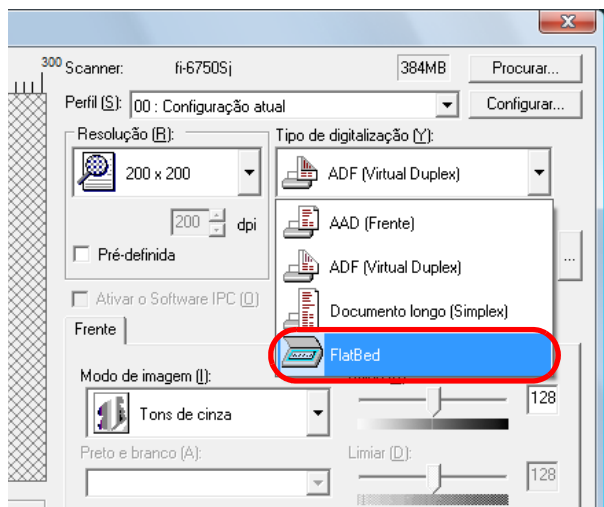 300 Scanner: fi-6750Sj 384MB Procurar...
Perfil (S): 00 : Configuração atual Configurar...
Resolução (R): Tipo de digitalização (Y):
200 x 200 ADF (Virtual Duplex)
200 dpi AAD (Frente)
Pré-definida ADF (Virtual Duplex) ...
Ativar o Software IPC (O) Documento longo (Simplex)
Frente FlatBed
Modo de imagem (I):
Tons de cinza 128
Preto e branco (A): Limiar (D):
128